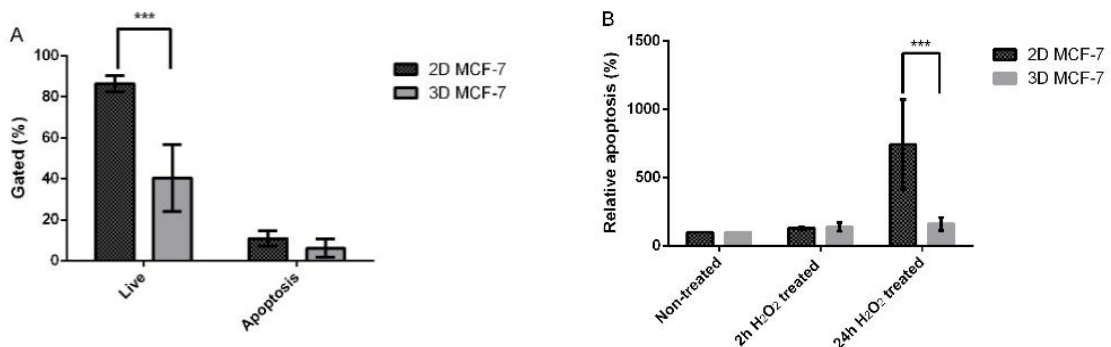 A
***
Gated (%)
100
80
60
40
20
0
Live
Apoptosis
2D MCF-7
3D MCF-7
B
***
Relative apoptosis (%)
1500
1000
500
0
Non-treated
2h H₂O₂ treated
24h H₂O₂ treated
2D MCF-7
3D MCF-7